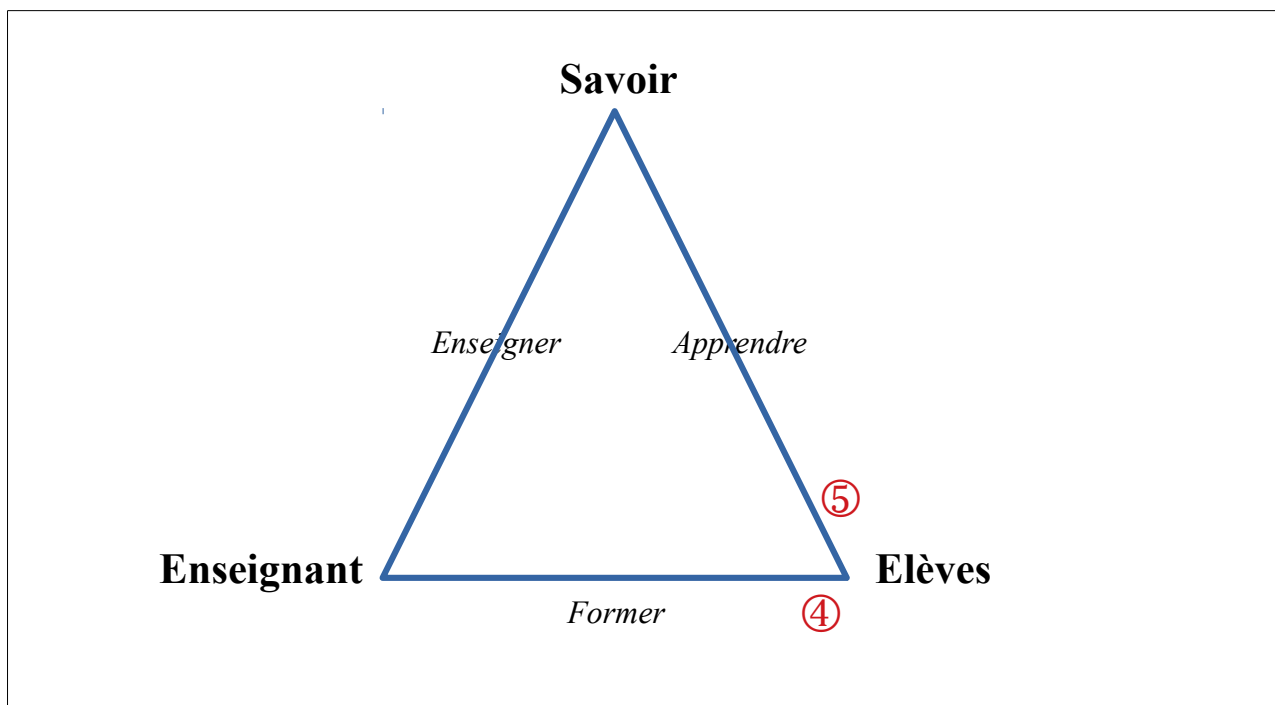 Savoir
Enseigner Apprendre
⑤
Enseignant Elèves
Former ④